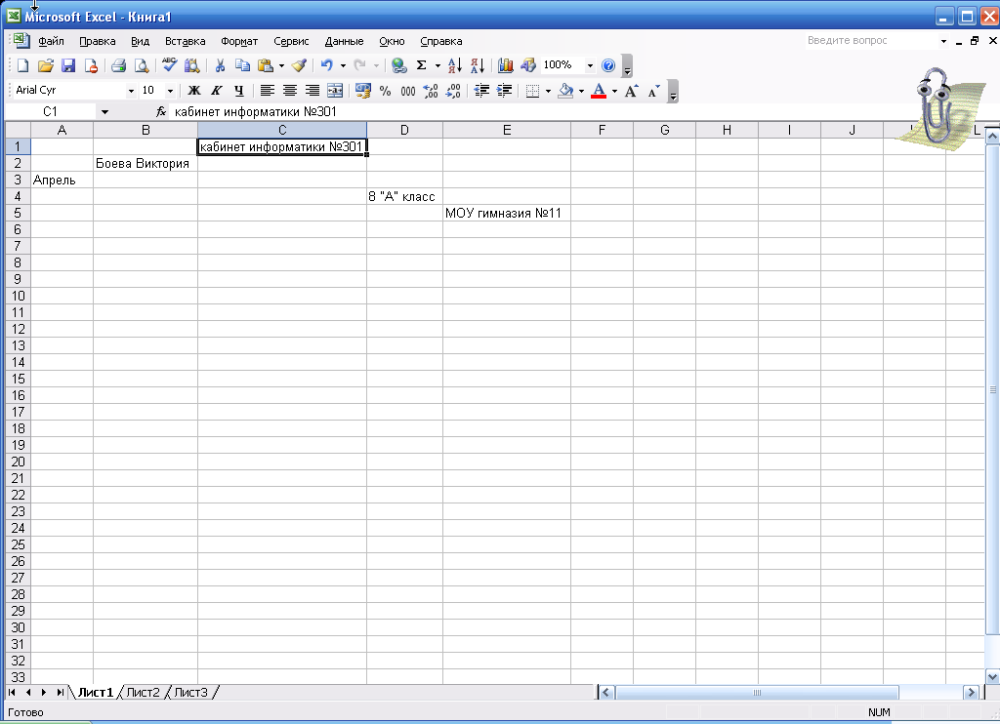 Microsoft Excel - Книга1
Файл Правка Вид Вставка Формат Сервис Данные Окно Справка Введите вопрос
100%
Arial Cyr 10 Ж К Ч % 000
C1 fx кабинет информатики №301
A B C D E F G H I J L
1 кабинет информатики №301
2 Боева Виктория
3 Апрель
4 8 "А" класс
5 МОУ гимназия №11
6
7
8
9
10
11
12
13
14
15
16
17
18
19
20
21
22
23
24
25
26
27
28
29
30
31
32
33
Лист1 Лист2 Лист3
Готово NUM